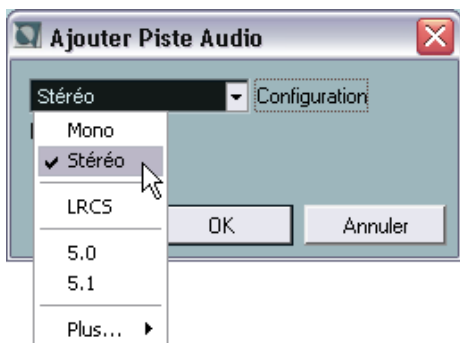 Ajouter Piste Audio
Stéréo Configuration
Mono
Stéréo
LRCS
OK Annuler
5.0
5.1
Plus...